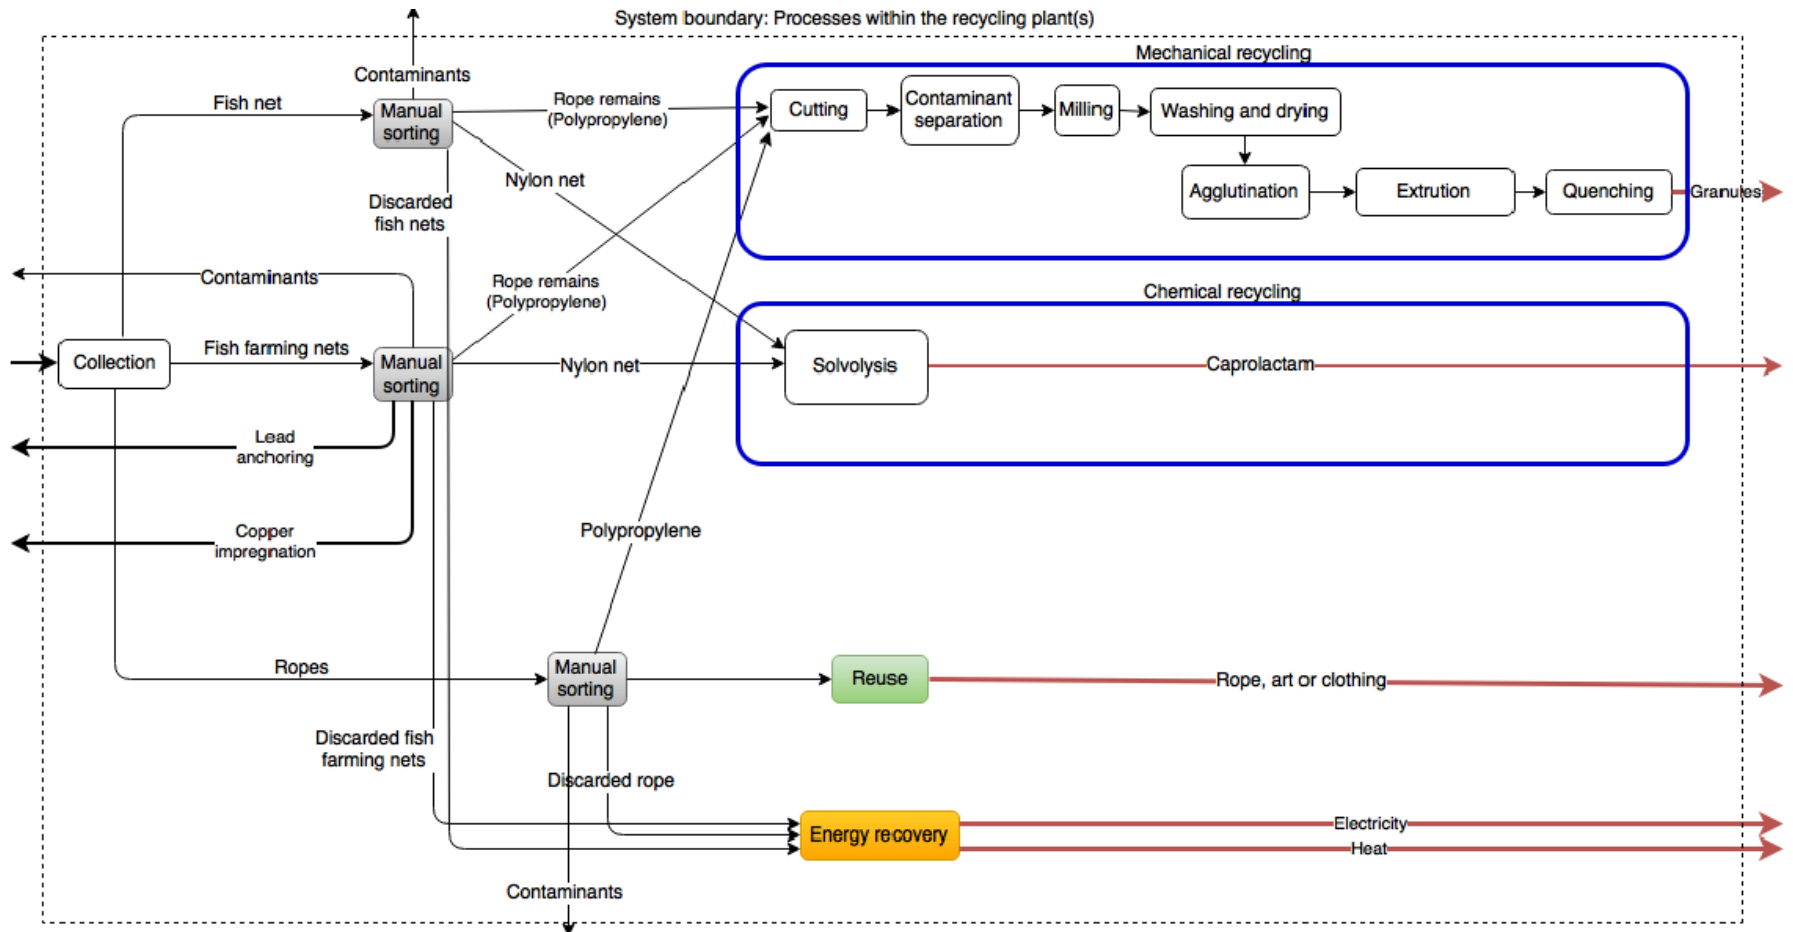 System boundary: Processes within the recycling plant(s)
Mechanical recycling
Contaminants
Fish net
Manual
sorting
Rope remains
(Polypropylene)
Cutting
Contaminant
separation
Milling
Washing and drying
Nylon net
Discarded
fish nets
Agglutination
Extrution
Quenching
Granules
Contaminants
Rope remains
(Polypropylene)
Chemical recycling
Collection
Fish farming nets
Manual
sorting
Nylon net
Solvolysis
Caprolactam
Lead
anchoring
Copper
impregnation
Polypropylene
Ropes
Manual
sorting
Reuse
Rope, art or clothing
Discarded fish
farming nets
Discarded rope
Energy recovery
Electricity
Heat
Contaminants